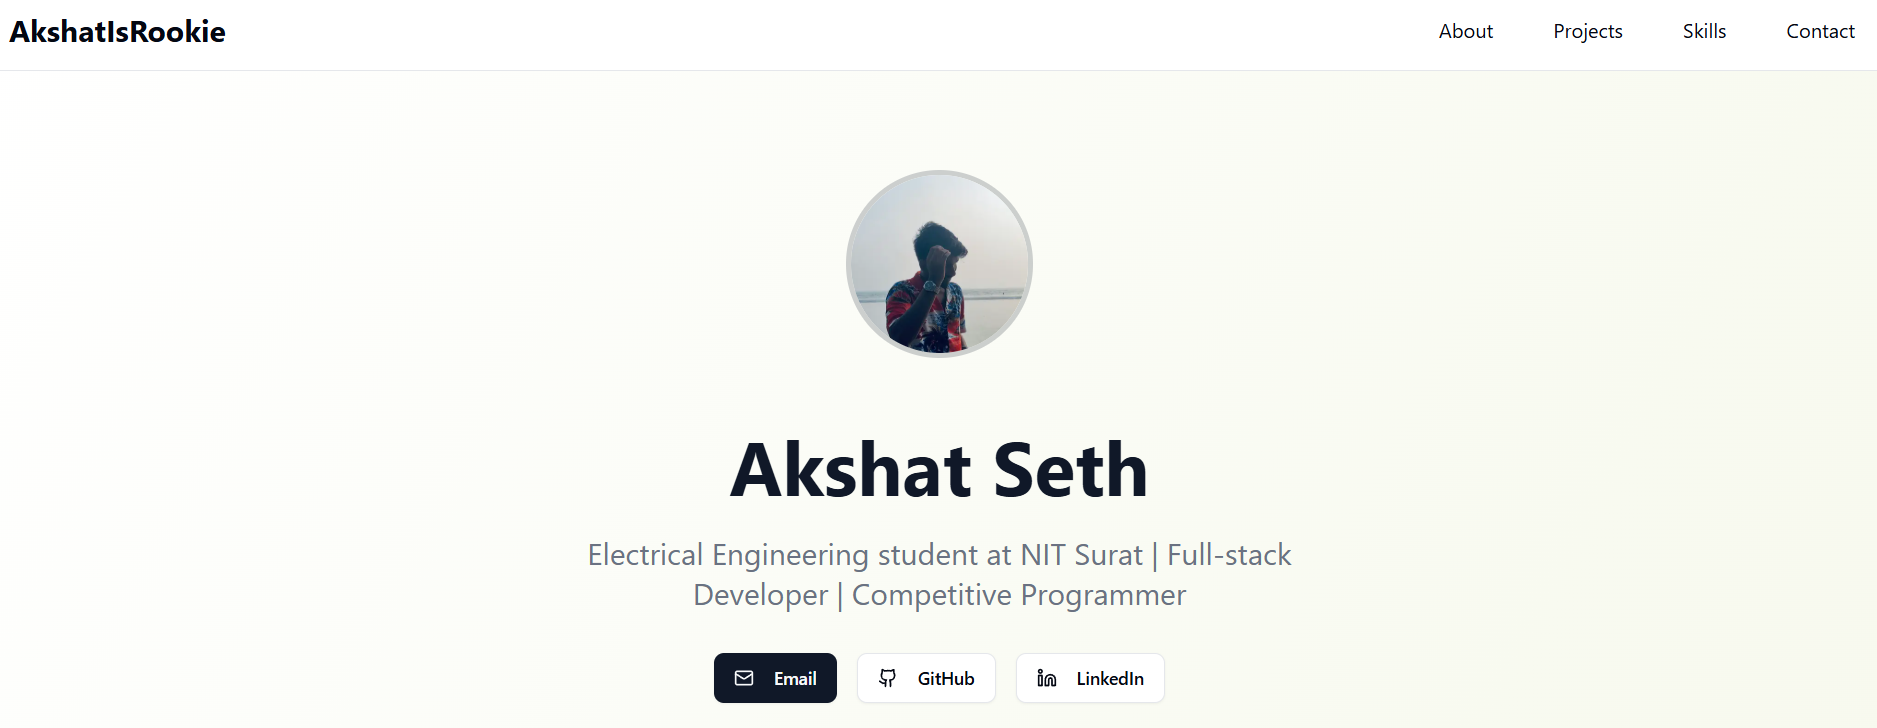 AkshatIsRookie
About Projects Skills Contact
Akshat Seth
Electrical Engineering student at NIT Surat | Full-stack
Developer | Competitive Programmer
Email GitHub LinkedIn